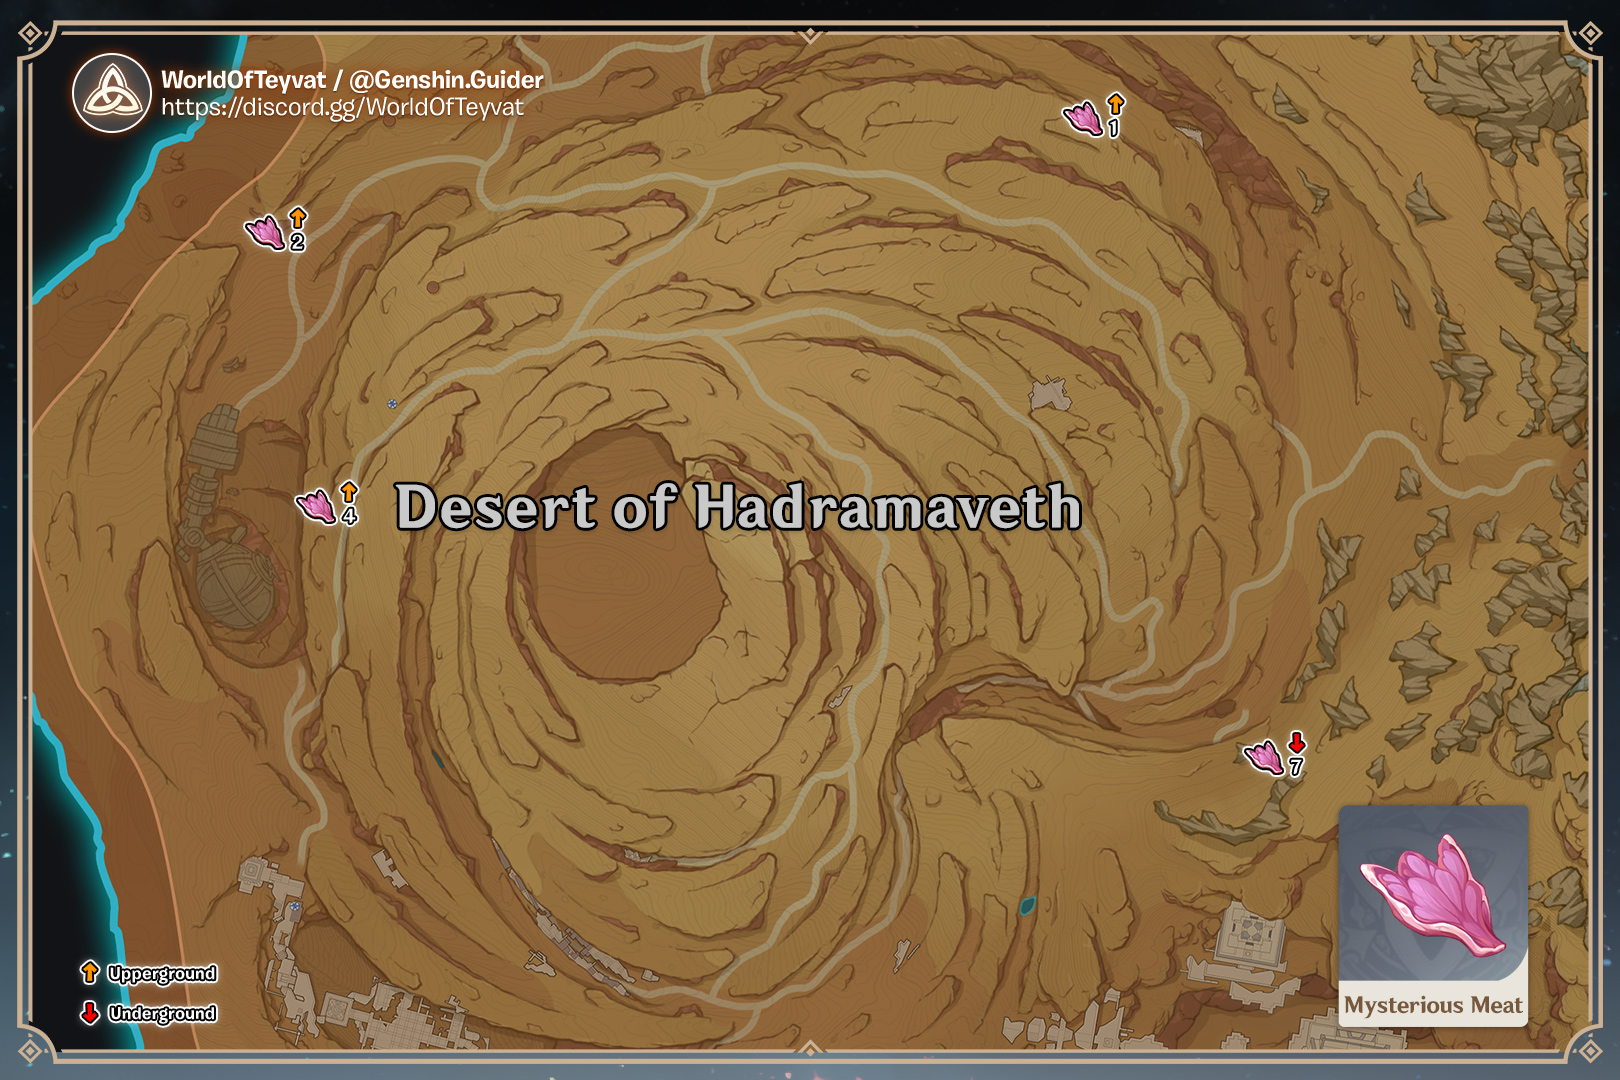 WorldOfTeyvat / @Genshin.Guider
https://discord.gg/WorldOfTeyvat
1
2
4
Desert of Hadramaveth
7
Upperground
Underground
Mysterious Meat